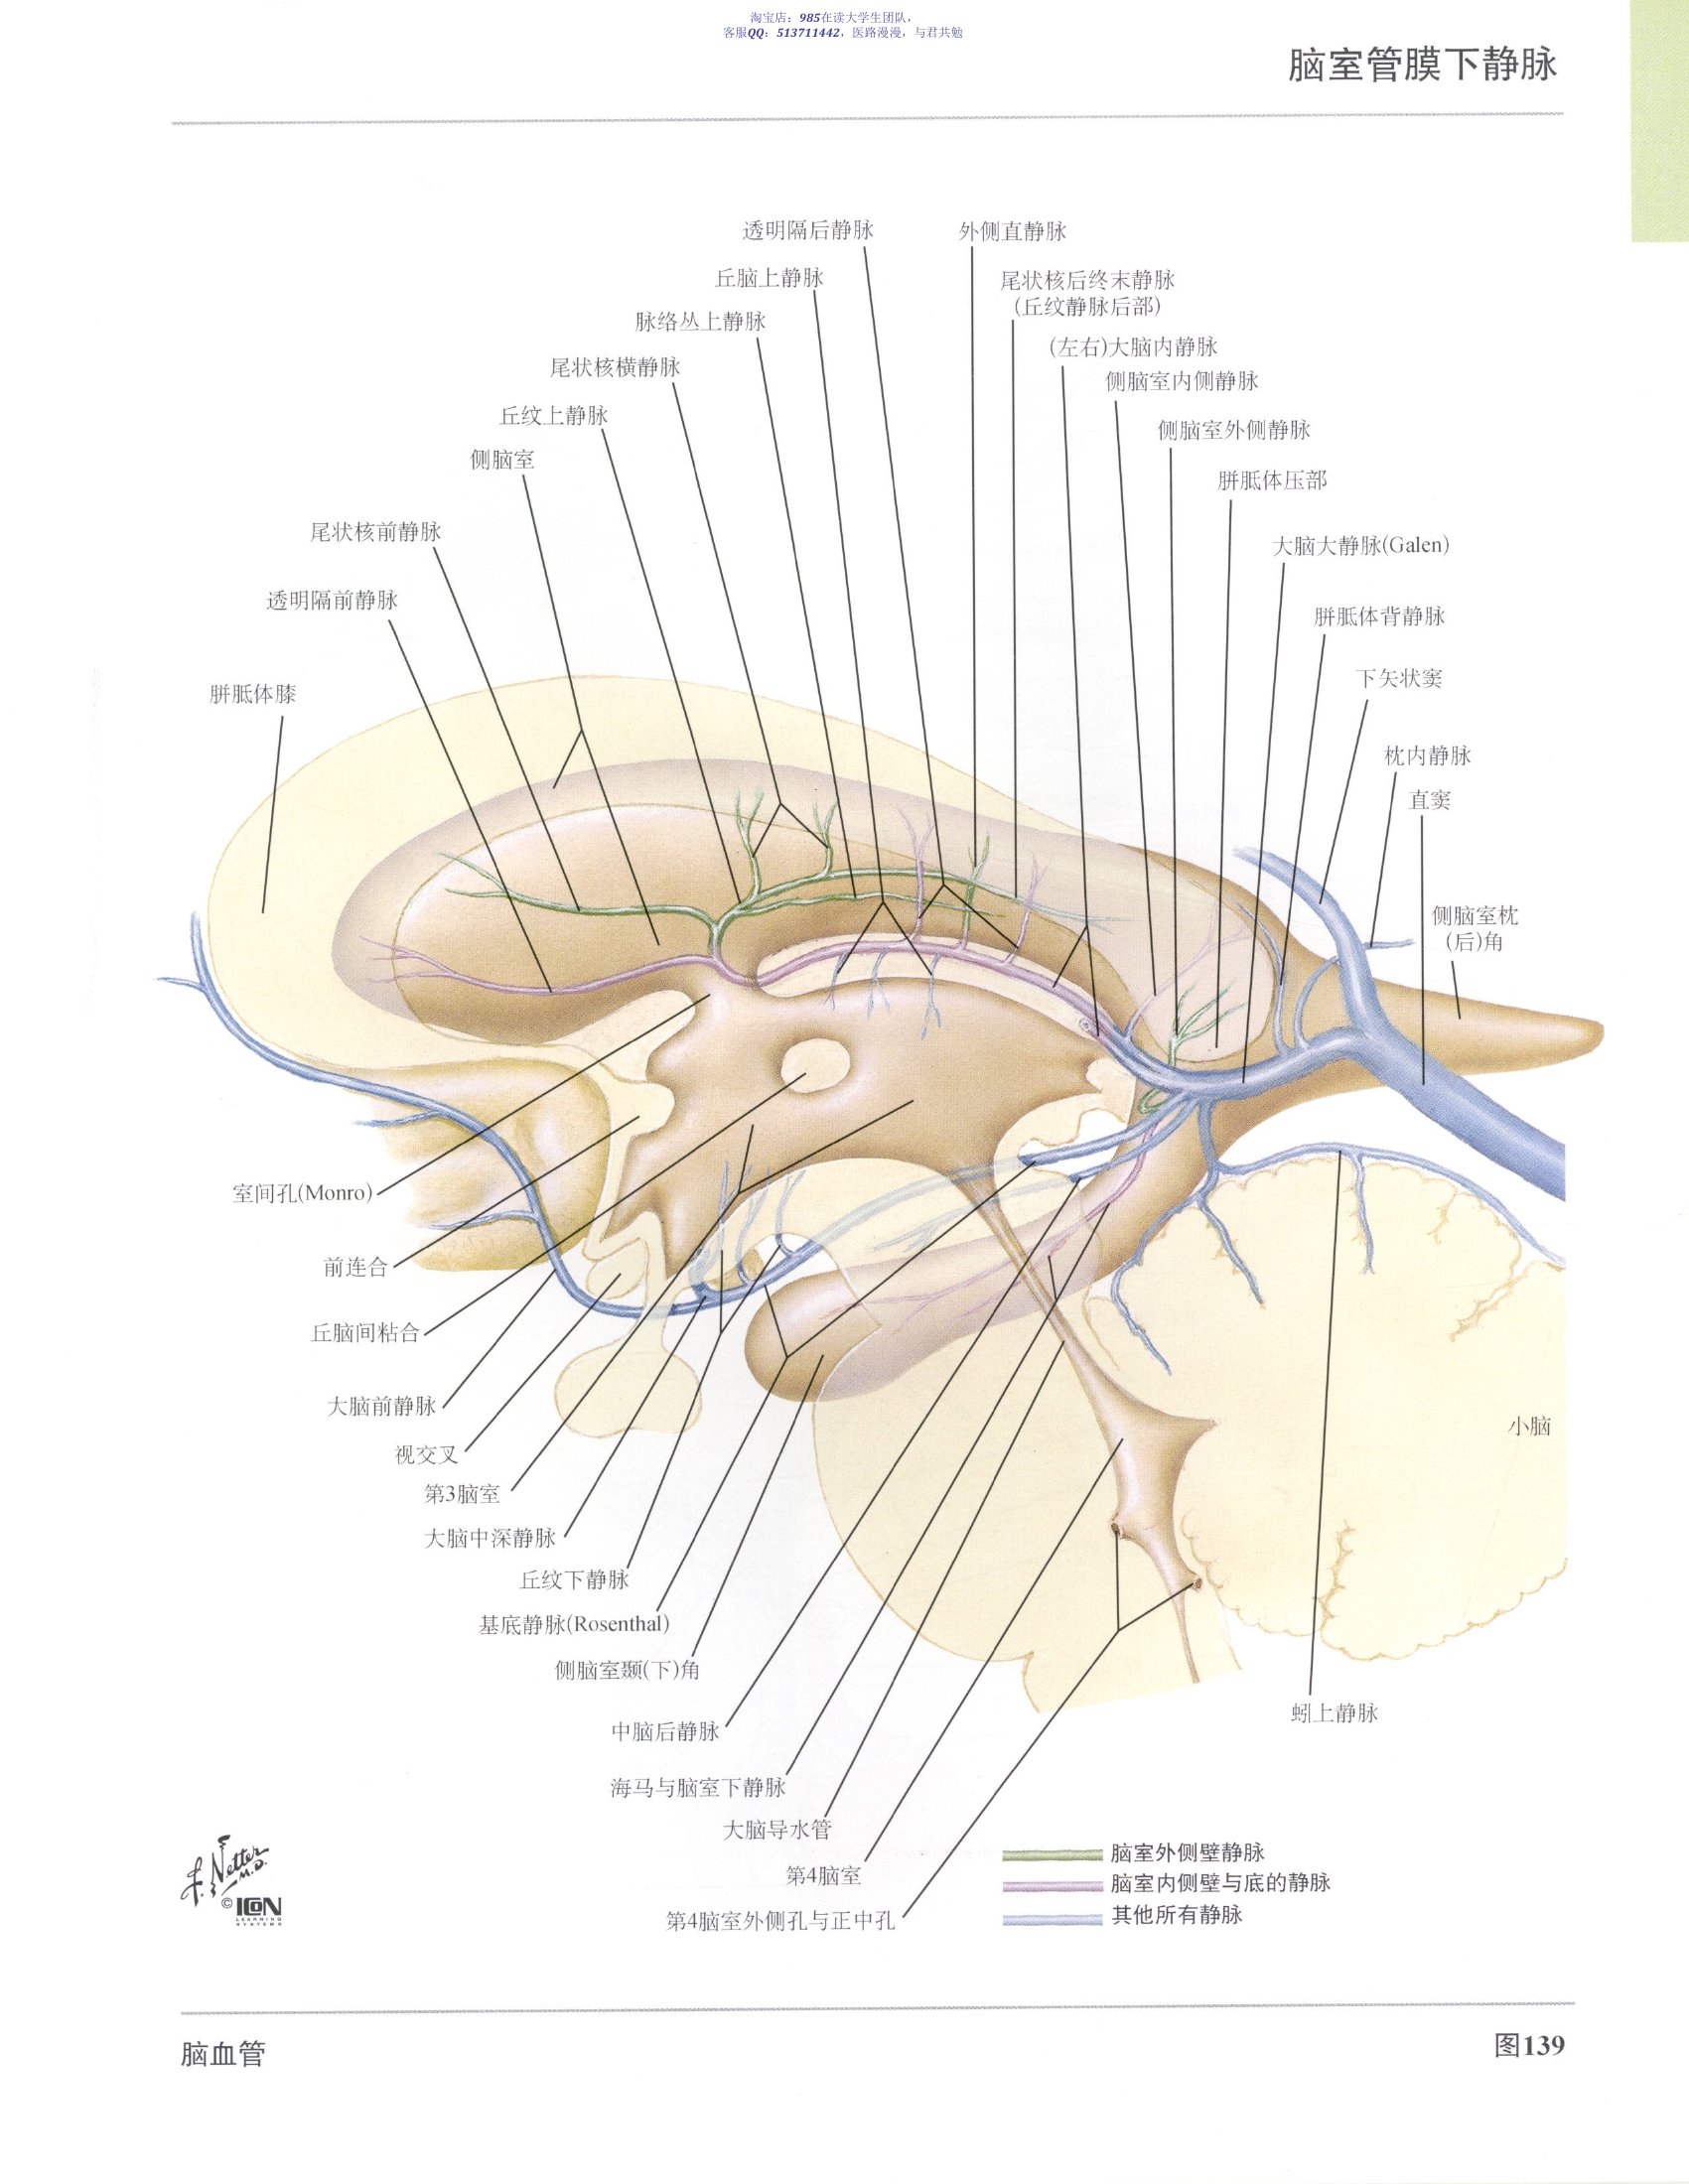 淘宝店：985在读大学生团队，
客服QQ：513711442，医路漫漫，与君共勉
脑室管膜下静脉
透明隔后静脉
外侧直静脉
丘脑上静脉
尾状核后终末静脉
(丘纹静脉后部)
脉络丛上静脉
(左右)大脑内静脉
尾状核横静脉
侧脑室内侧静脉
丘纹上静脉
侧脑室外侧静脉
侧脑室
胼胝体压部
尾状核前静脉
大脑大静脉(Galen)
透明隔前静脉
胼胝体背静脉
胼胝体膝
下矢状窦
枕内静脉
直窦
侧脑室枕
(后)角
室间孔(Monro)
前连合
丘脑间粘合
大脑前静脉
视交叉
小脑
第3脑室
大脑中深静脉
丘纹下静脉
基底静脉(Rosenthal)
侧脑室颞(下)角
中脑后静脉
蚓上静脉
海马与脑室下静脉
大脑导水管
第4脑室
第4脑室外侧孔与正中孔
脑室外侧壁静脉
脑室内侧壁与底的静脉
其他所有静脉
F. Netter
M.D.
© ICON
LEARNING
SYSTEMS
脑血管
图139